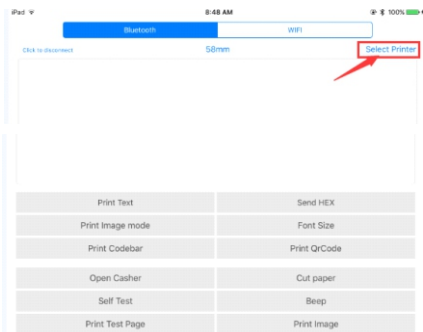 iPad 8:48 AM 100%
Bluetooth WIFI
Click to disconnect 58mm Select Printer
Print Text Send HEX
Print Image mode Font Size
Print Codebar Print QrCode
Open Casher Cut paper
Self Test Beep
Print Test Page Print Image